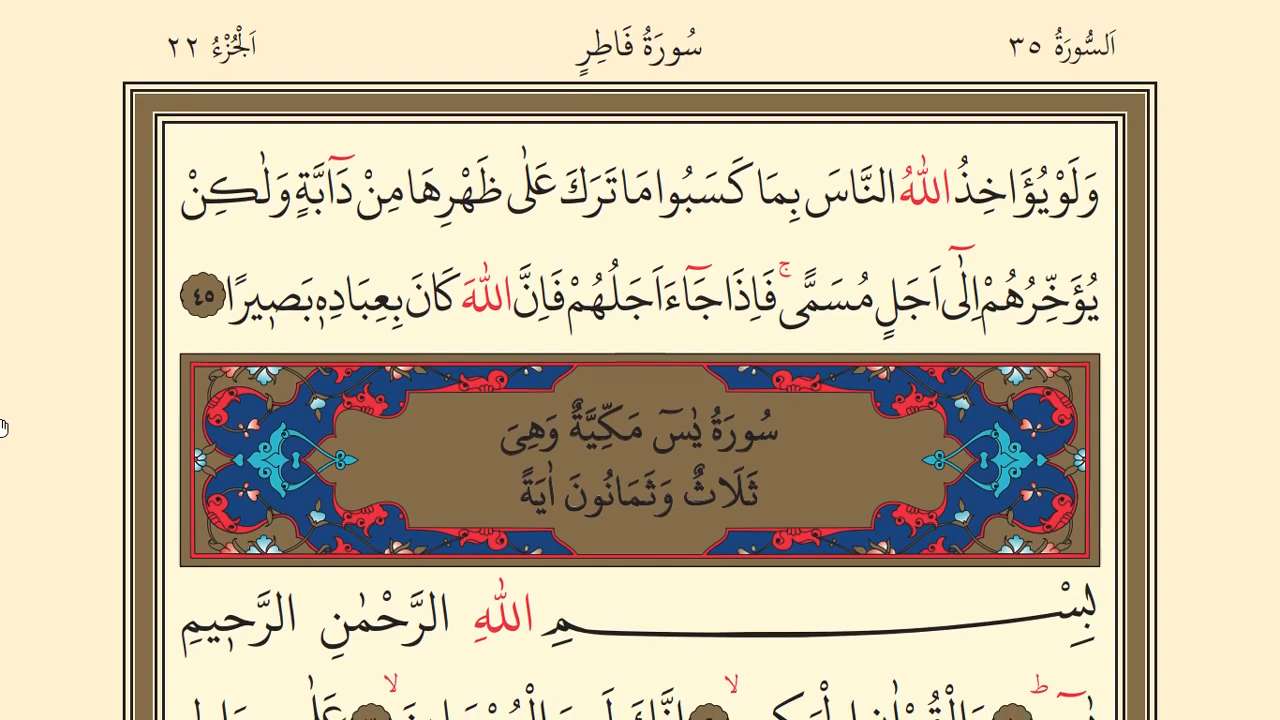 اَلسُّورَةُ ٣٥ سُورَةُ فَاطِرٍ اَلْجُزْءُ ٢٢
وَلَوْ يُؤَاخِذُ اللّٰهُ النَّاسَ بِمَا كَسَبُوا مَا تَرَكَ عَلٰى ظَهْرِهَا مِنْ دَٓابَّةٍ وَلٰكِنْ
يُؤَخِّرُهُمْ اِلٰٓى اَجَلٍ مُسَمًّىۚ فَاِذَا جَٓاءَ اَجَلُهُمْ فَاِنَّ اللّٰهَ كَانَ بِعِبَادِه۪ بَص۪يرًا ٤٥
سُورَةُ يٰسٓ مَكِّيَّةٌ وَهِىَ
ثَلَاثٌ وَثَمَانُونَ اٰيَةً
بِسْمِ اللّٰهِ الرَّحْمٰنِ الرَّح۪يمِ